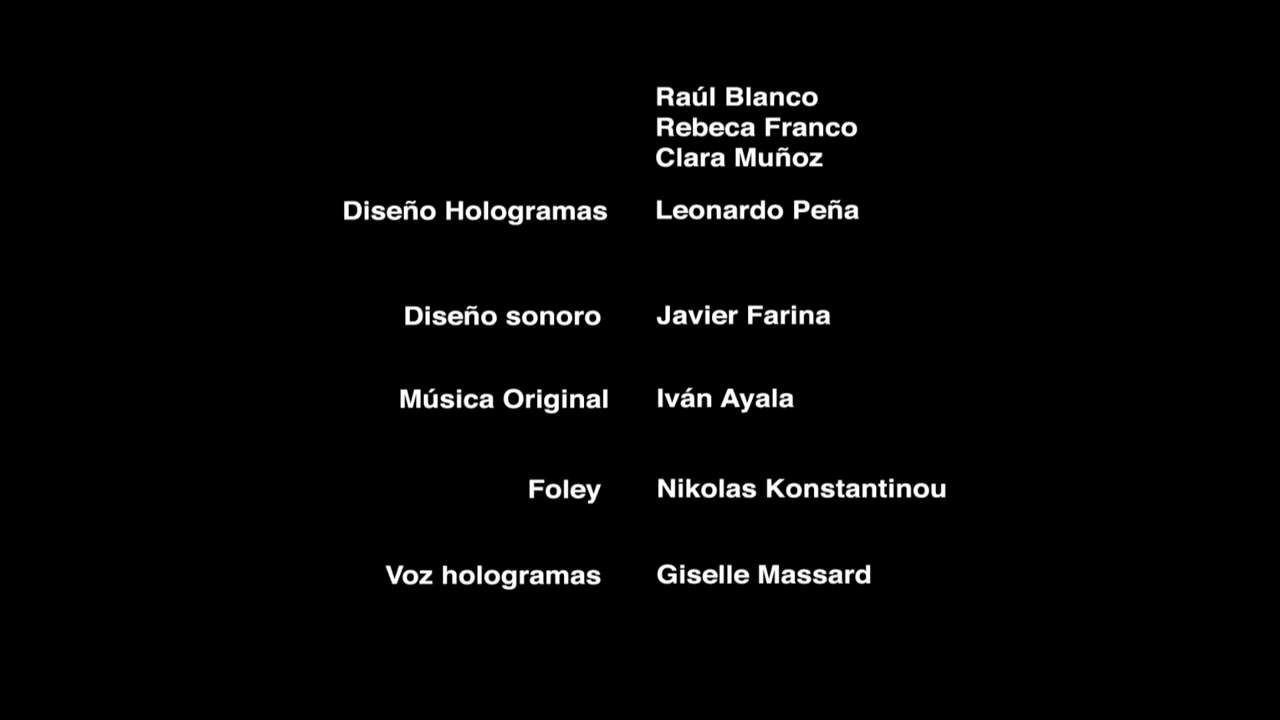 Raúl Blanco
Rebeca Franco
Clara Muñoz
Diseño Hologramas Leonardo Peña
Diseño sonoro Javier Farina
Música Original Iván Ayala
Foley Nikolas Konstantinou
Voz hologramas Giselle Massard